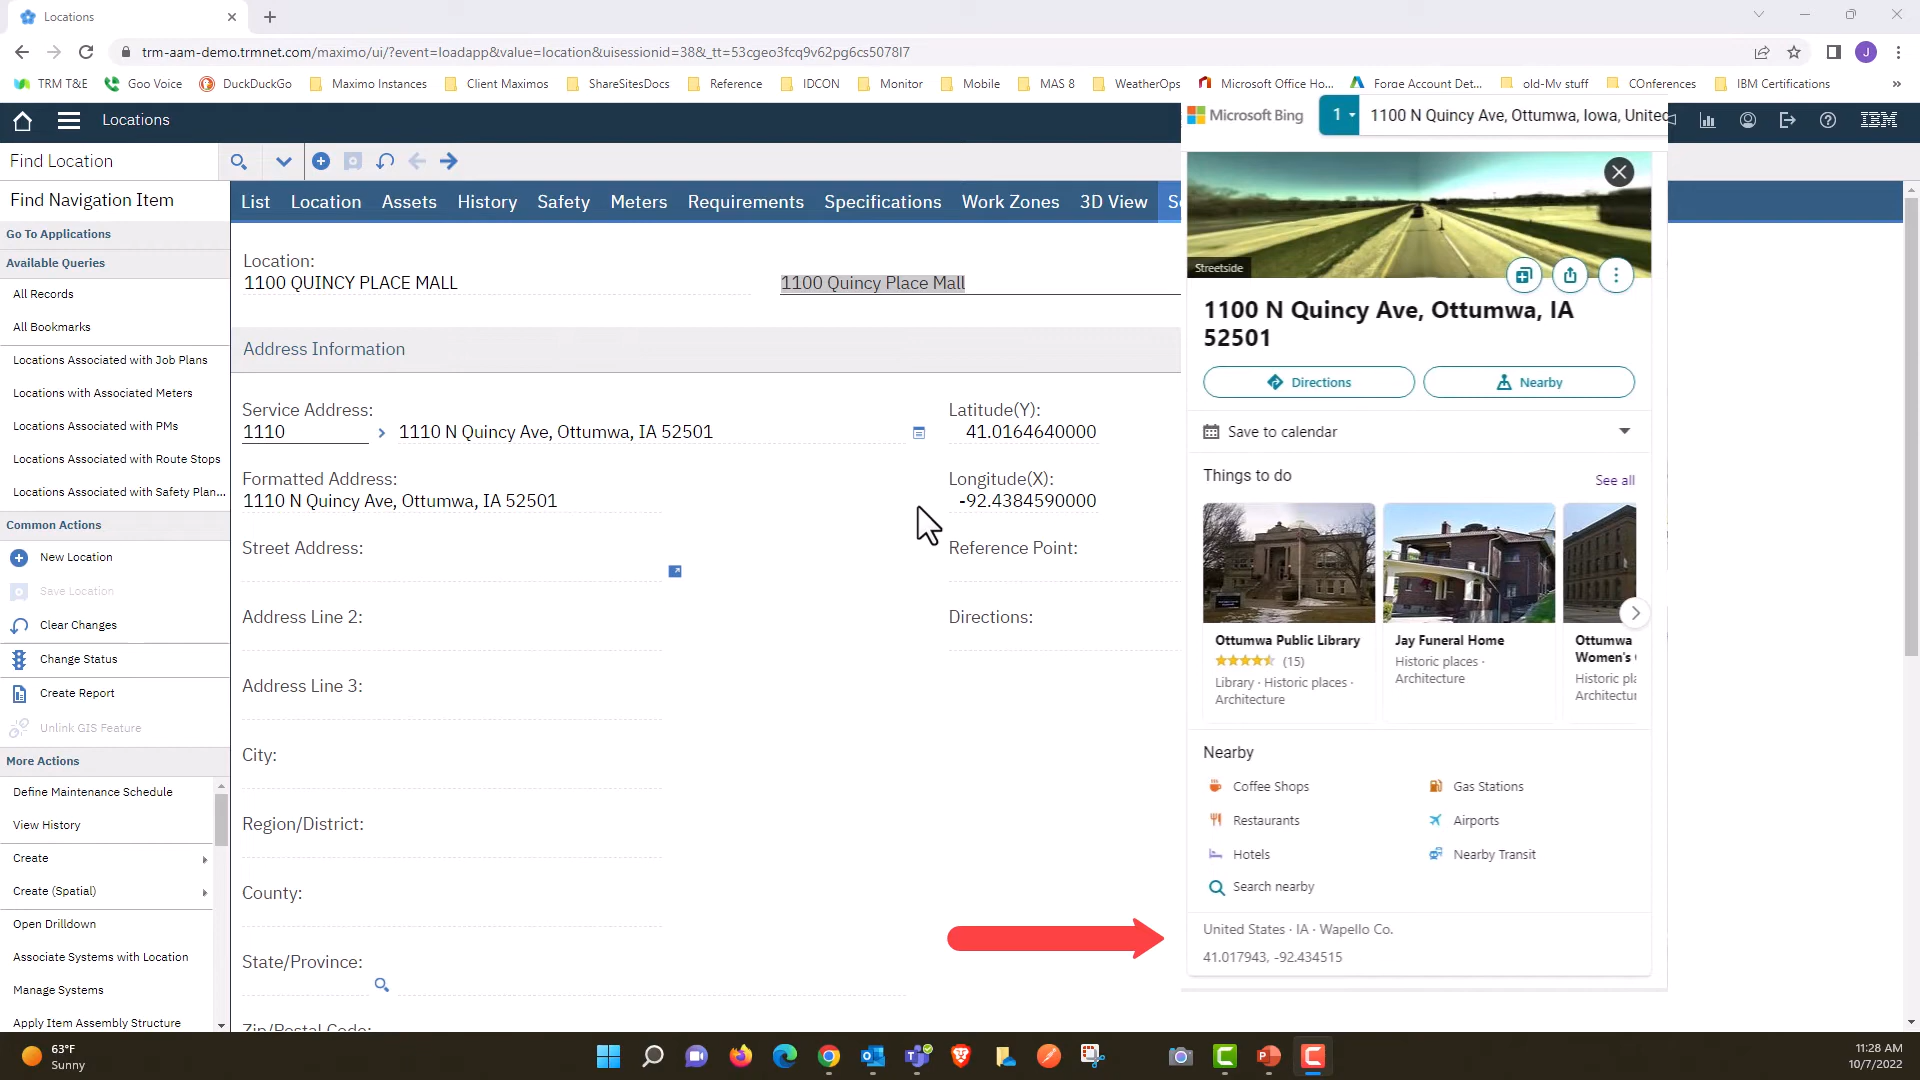 Locations
trm-aam-demo.trmnet.com/maximo/ui/?event=loadapp&value=location&uisessionid=38&_tt=53cgeo3fcq9v62pg6cs5078l7
J
TRM T&E
Goo Voice
DuckDuckGo
Maximo Instances
Client Maximos
ShareSitesDocs
Reference
IDCON
Monitor
Mobile
MAS 8
WeatherOps
Microsoft Office Ho...
Forge Account Det...
old-My stuff
COnferences
IBM Certifications
»
Locations
IBM
Find Location
Find Navigation Item
Go To Applications
Available Queries
All Records
All Bookmarks
Locations Associated with Job Plans
Locations with Associated Meters
Locations Associated with PMs
Locations Associated with Route Stops
Locations Associated with Safety Plan...
Common Actions
New Location
Save Location
Clear Changes
Change Status
Create Report
Unlink GIS Feature
More Actions
Define Maintenance Schedule
View History
Create
Create (Spatial)
Open Drilldown
Associate Systems with Location
Manage Systems
Apply Item Assembly Structure
List Location Assets History Safety Meters Requirements Specifications Work Zones 3D View
Location:
1100 QUINCY PLACE MALL
1100 Quincy Place Mall
Address Information
Service Address:
1110
1110 N Quincy Ave, Ottumwa, IA 52501
Formatted Address:
1110 N Quincy Ave, Ottumwa, IA 52501
Street Address:
Address Line 2:
Address Line 3:
City:
Region/District:
County:
State/Province:
Zip/Postal Code:
Latitude(Y):
41.0164640000
Longitude(X):
-92.4384590000
Reference Point:
Directions:
Microsoft Bing
1
1100 N Quincy Ave, Ottumwa, Iowa, United
Streetside
1100 N Quincy Ave, Ottumwa, IA
52501
Directions
Nearby
Save to calendar
Things to do
See all
Ottumwa Public Library
(15)
Library · Historic places ·
Architecture
Jay Funeral Home
Historic places ·
Architecture
Ottumwa
Women's
Historic pla
Architectur
Nearby
Coffee Shops
Gas Stations
Restaurants
Airports
Hotels
Nearby Transit
Search nearby
United States · IA · Wapello Co.
41.017943, -92.434515
63°F
Sunny
11:28 AM
10/7/2022